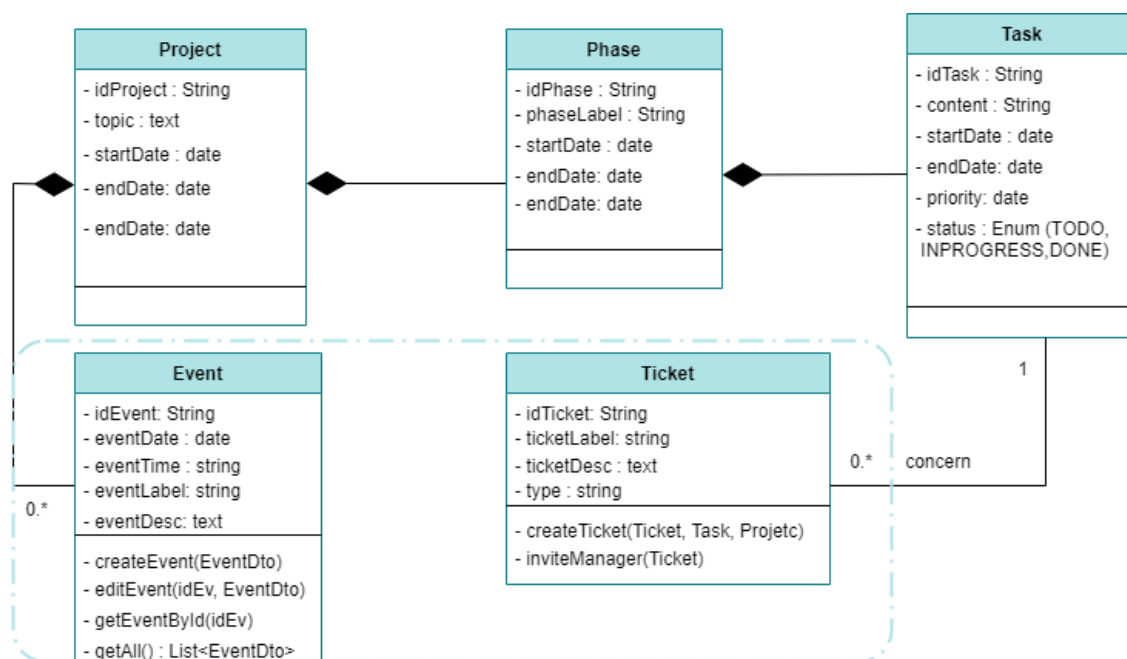 Project
- idProject : String
- topic : text
- startDate : date
- endDate: date
- endDate: date
Phase
- idPhase : String
- phaseLabel : String
- startDate : date
- endDate: date
- endDate: date
Task
- idTask : String
- content : String
- startDate : date
- endDate: date
- priority: date
- status : Enum (TODO,
INPROGRESS,DONE)
Event
- idEvent: String
- eventDate : date
- eventTime : string
- eventLabel: string
- eventDesc: text
- createEvent(EventDto)
- editEvent(idEv, EventDto)
- getEventById(idEv)
- getAll() : List<EventDto>
0.*
Ticket
- idTicket: String
- ticketLabel: string
- ticketDesc : text
- type : string
- createTicket(Ticket, Task, Projetc)
- inviteManager(Ticket)
1
0.* concern